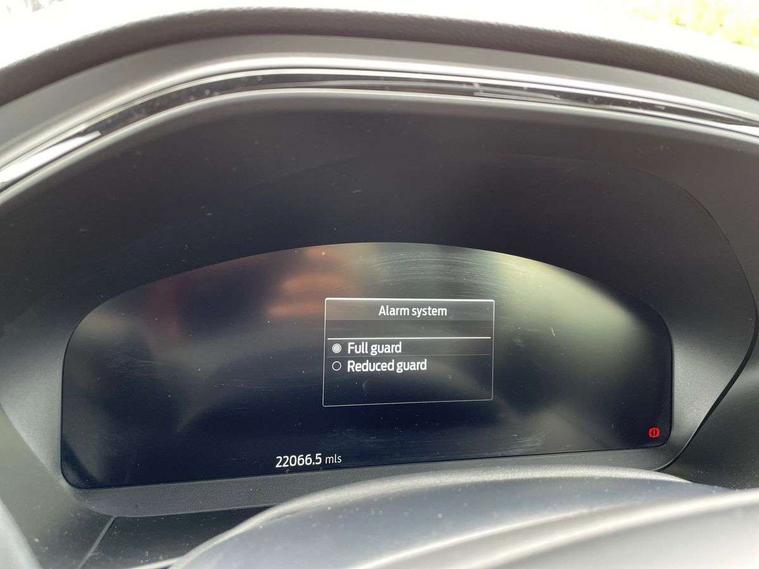 Alarm system
Full guard
Reduced guard
22066.5 mls